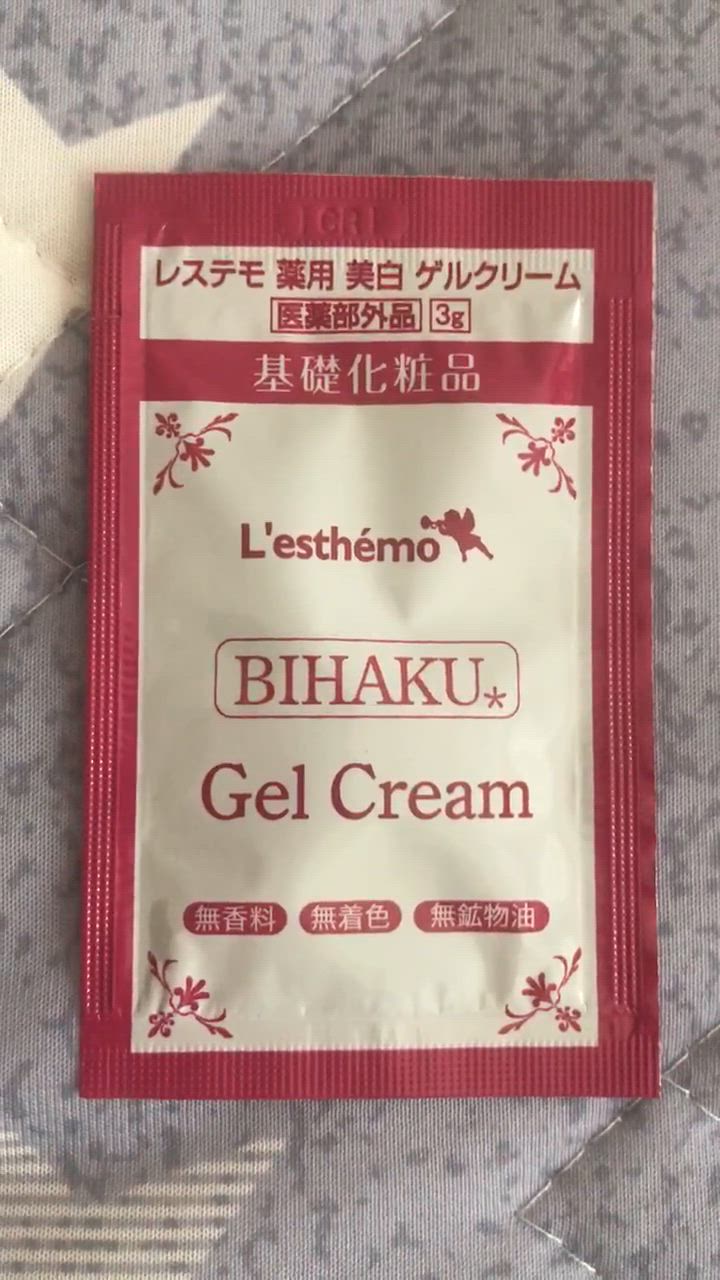 レステモ 薬用 美白 ゲルクリーム
医薬部外品 3g
基礎化粧品
L'esthémo
BIHAKU*
Gel Cream
無香料 無着色 無鉱物油